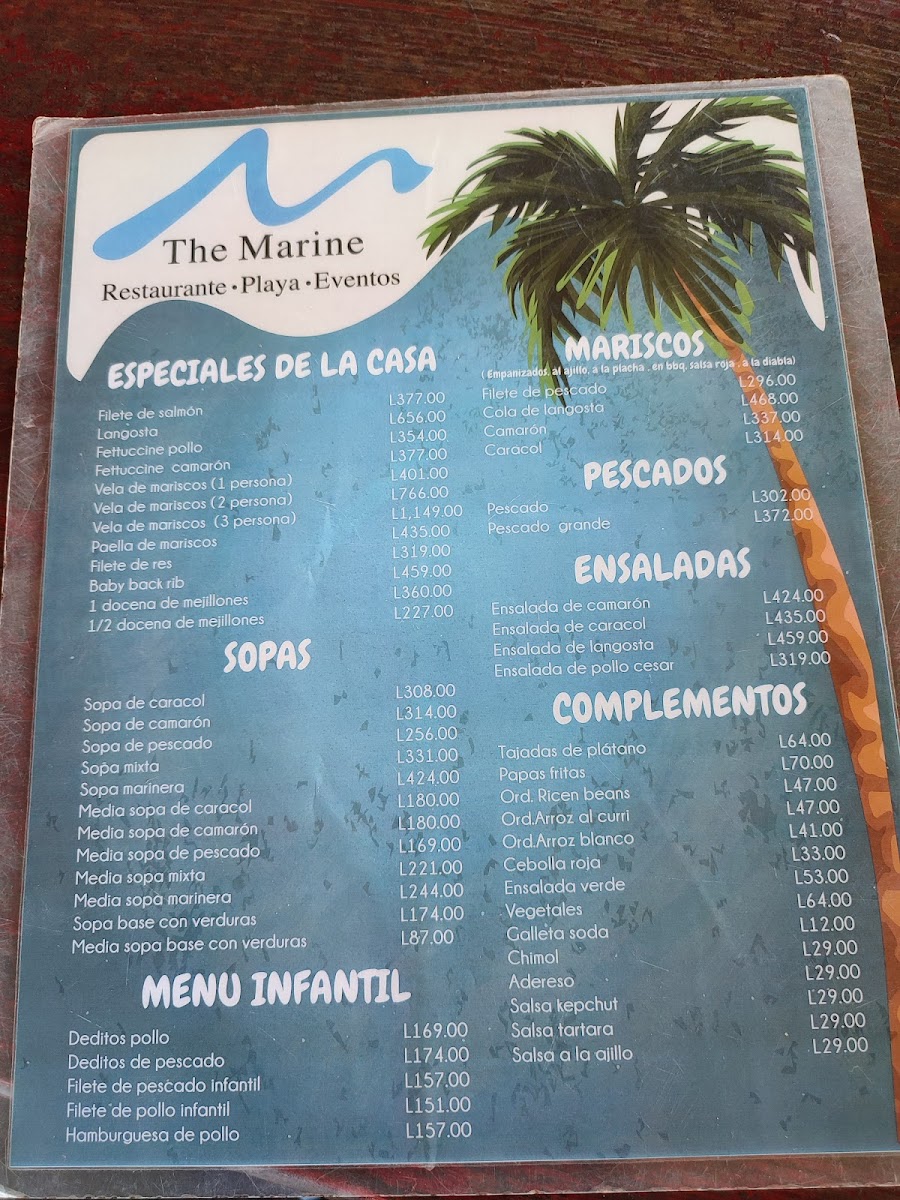 The Marine
Restaurante • Playa • Eventos
ESPECIALES DE LA CASA
Filete de salmón L377.00
Langosta L656.00
Fettuccine pollo L354.00
Fettuccine camarón L377.00
Vela de mariscos (1 persona) L401.00
Vela de mariscos (2 persona) L766.00
Vela de mariscos (3 persona) L1,149.00
Paella de mariscos L435.00
Filete de res L319.00
Baby back rib L459.00
1 docena de mejillones L360.00
1/2 docena de mejillones L227.00
SOPAS
Sopa de caracol L308.00
Sopa de camarón L314.00
Sopa de pescado L256.00
Sopa mixta L331.00
Sopa marinera L424.00
Media sopa de caracol L180.00
Media sopa de camarón L180.00
Media sopa de pescado L169.00
Media sopa mixta L221.00
Media sopa marinera L244.00
Sopa base con verduras L174.00
Media sopa base con verduras L87.00
MENU INFANTIL
Deditos pollo L169.00
Deditos de pescado L174.00
Filete de pescado infantil L157.00
Filete de pollo infantil L151.00
Hamburguesa de pollo L157.00
MARISCOS
( Empanizados, al ajillo, a la placha , en bbq, salsa roja , a la diabla)
Filete de pescado L296.00
Cola de langosta L468.00
Camarón L337.00
Caracol L314.00
PESCADOS
Pescado L302.00
Pescado grande L372.00
ENSALADAS
Ensalada de camarón L424.00
Ensalada de caracol L435.00
Ensalada de langosta L459.00
Ensalada de pollo cesar L319.00
COMPLEMENTOS
Tajadas de plátano L64.00
Papas fritas L70.00
Ord. Ricen beans L47.00
Ord.Arroz al curri L47.00
Ord.Arroz blanco L41.00
Cebolla roja L33.00
Ensalada verde L53.00
Vegetales L64.00
Galleta soda L12.00
Chimol L29.00
Adereso L29.00
Salsa kepchut L29.00
Salsa tartara L29.00
Salsa a la ajillo L29.00